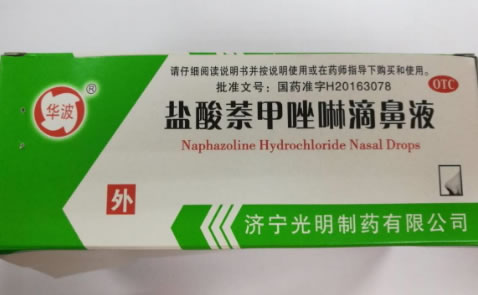 请仔细阅读说明书并按说明使用或在药师指导下购买和使用。
批准文号：国药准字H20163078
OTC
华波
®
盐酸萘甲唑啉滴鼻液
Naphazoline Hydrochloride Nasal Drops
外
济宁光明制药有限公司